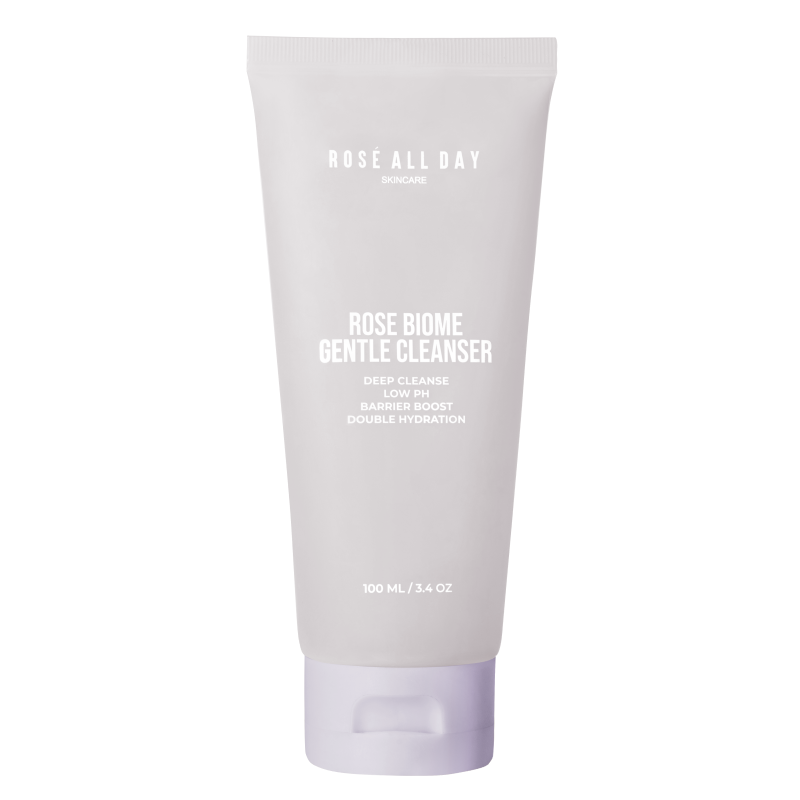 ROSÉ ALL DAY
SKINCARE
ROSE BIOME
GENTLE CLEANSER
DEEP CLEANSE
LOW PH
BARRIER BOOST
DOUBLE HYDRATION
100 ML / 3.4 OZ